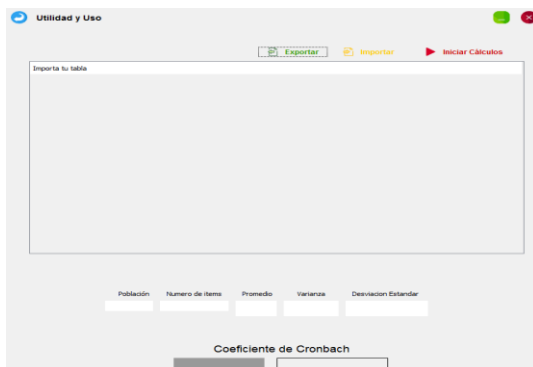 Utilidad y Uso
Exportar Importar Iniciar Cálculos
Importa tu tabla
Población Numero de items Promedio Varianza Desviacion Estandar
Coeficiente de Cronbach